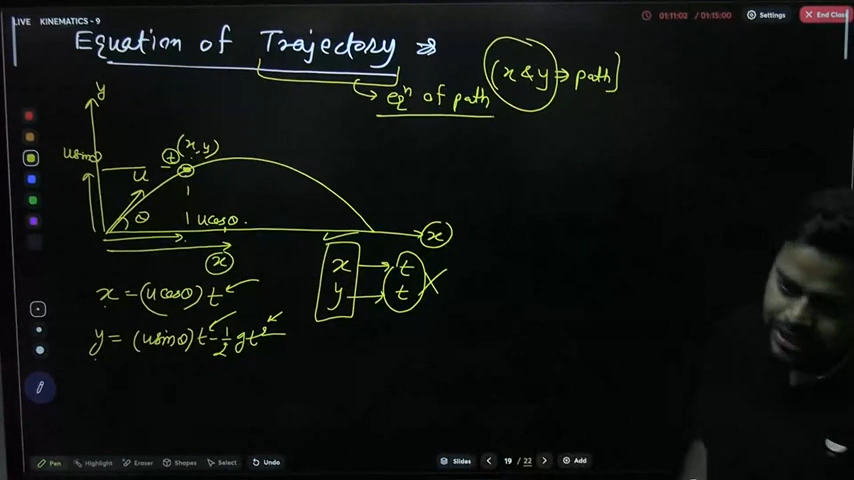 LIVE KINEMATICS - 9
01:11:02 / 01:15:00
Settings
End Class
Equation of Trajectory ⇒
(x & y → path]
→ eqⁿ of path
y
usinθ
t (x, y)
u
θ
ucosθ
x
x
x = (ucosθ) t
y = (usinθ) t - 1/2 gt²
x → t
y → t
Pen
Highlight
Eraser
Shapes
Select
Undo
Slides
19 / 22
Add